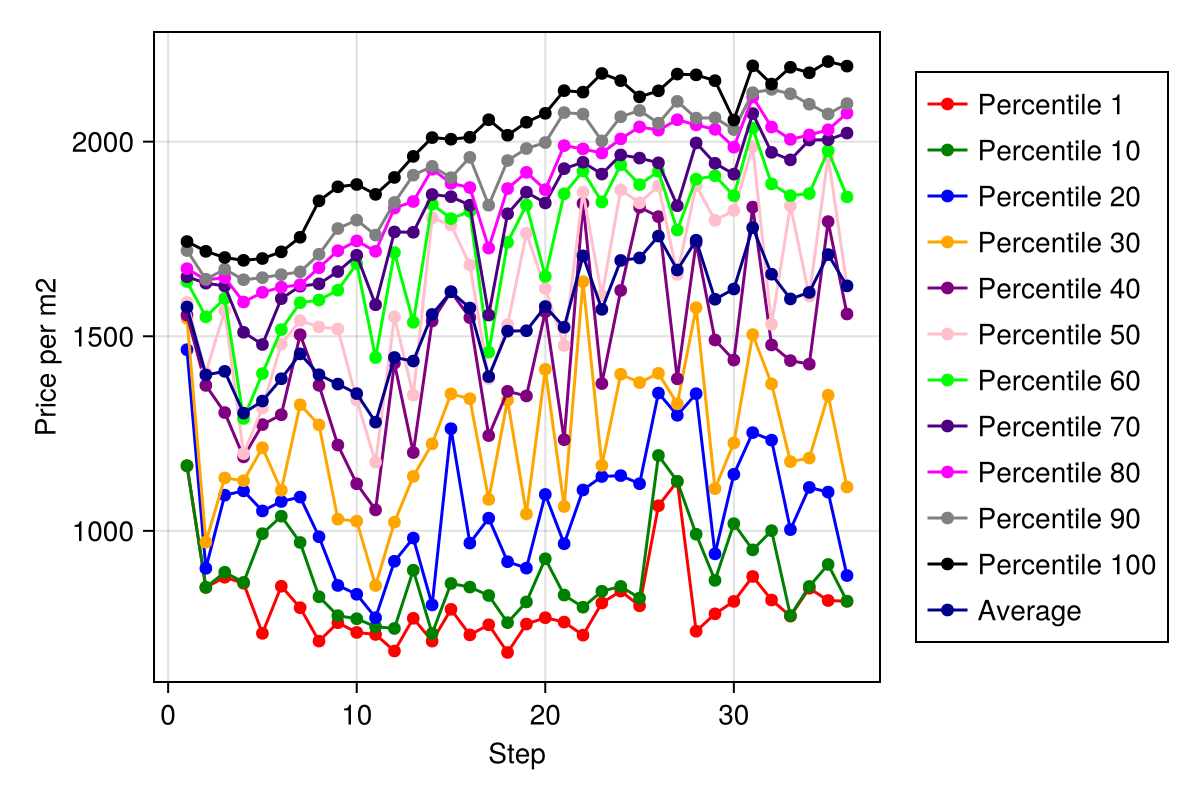 2000
1500
1000
Price per m2
0 10 20 30
Step
Percentile 1
Percentile 10
Percentile 20
Percentile 30
Percentile 40
Percentile 50
Percentile 60
Percentile 70
Percentile 80
Percentile 90
Percentile 100
Average